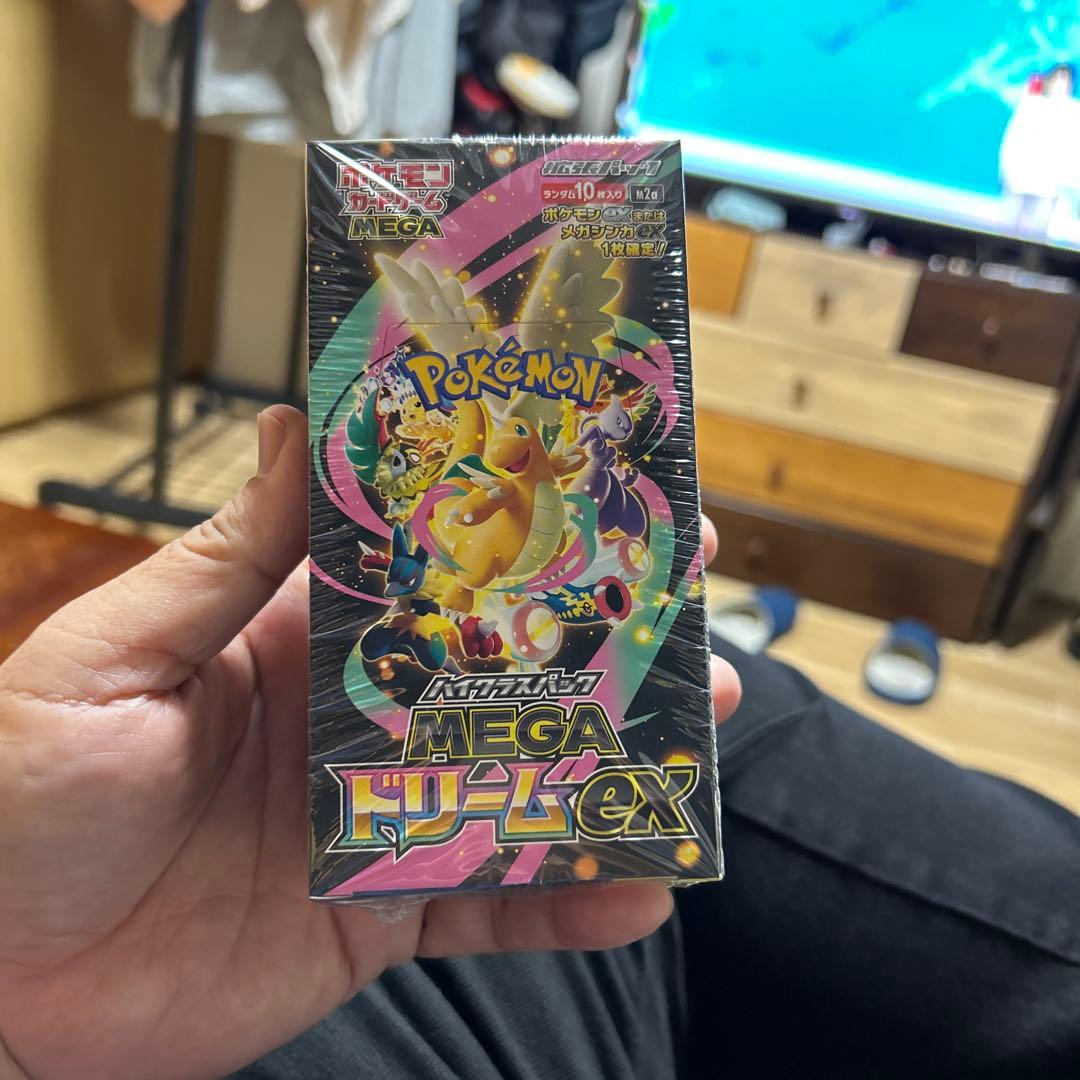 ポケモン
カードゲーム
MEGA
拡張パック
ランダム10枚入り M2a
ポケモンexまたは
メガシンカex
1枚確定!
POKéMON
ハイクラスパック
MEGA
ドリームex